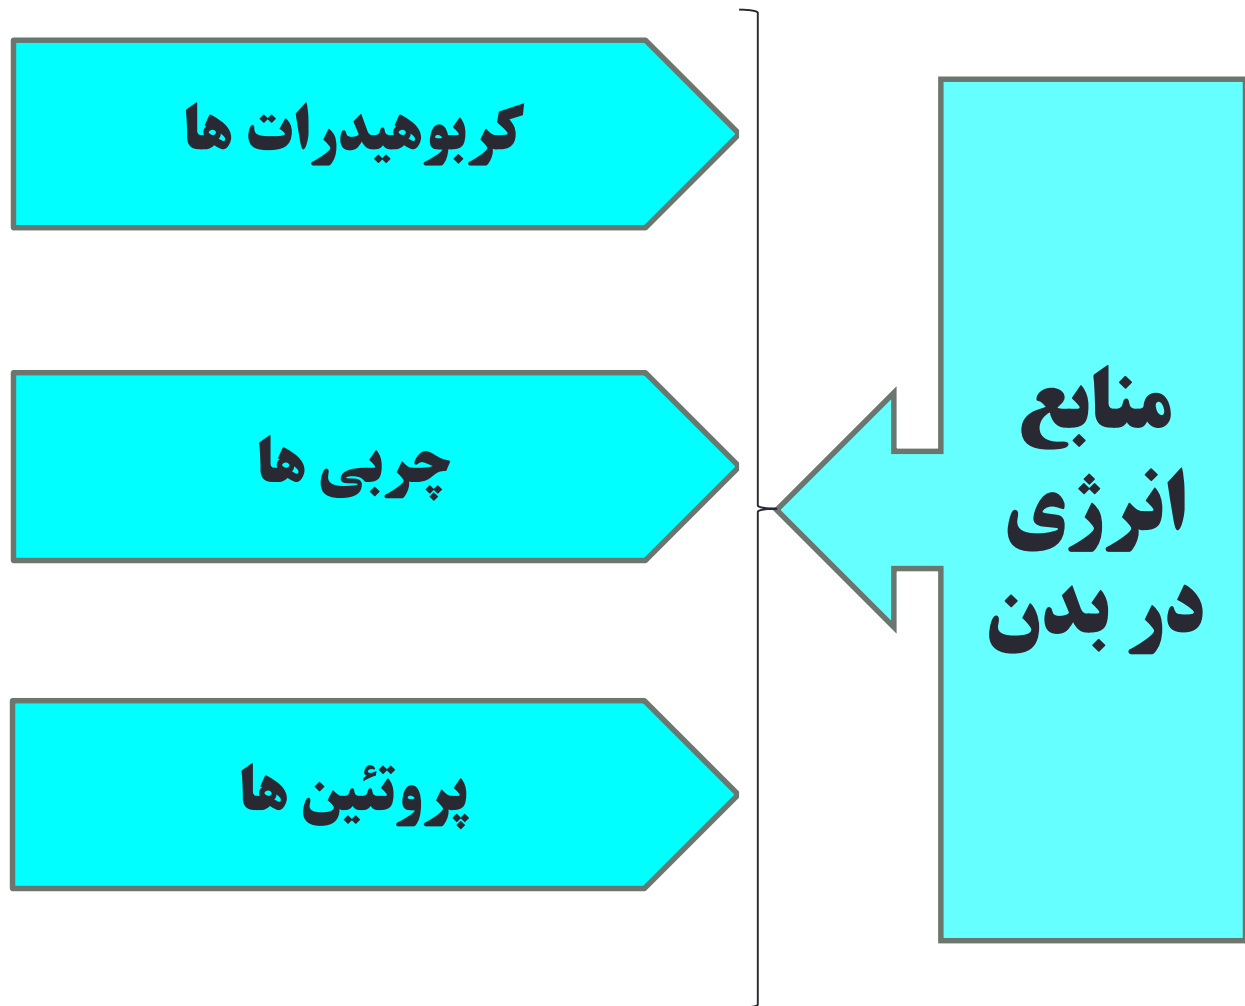 منابع
انرژی
در بدن
کربوهیدرات ها
چربی ها
پروتئین ها